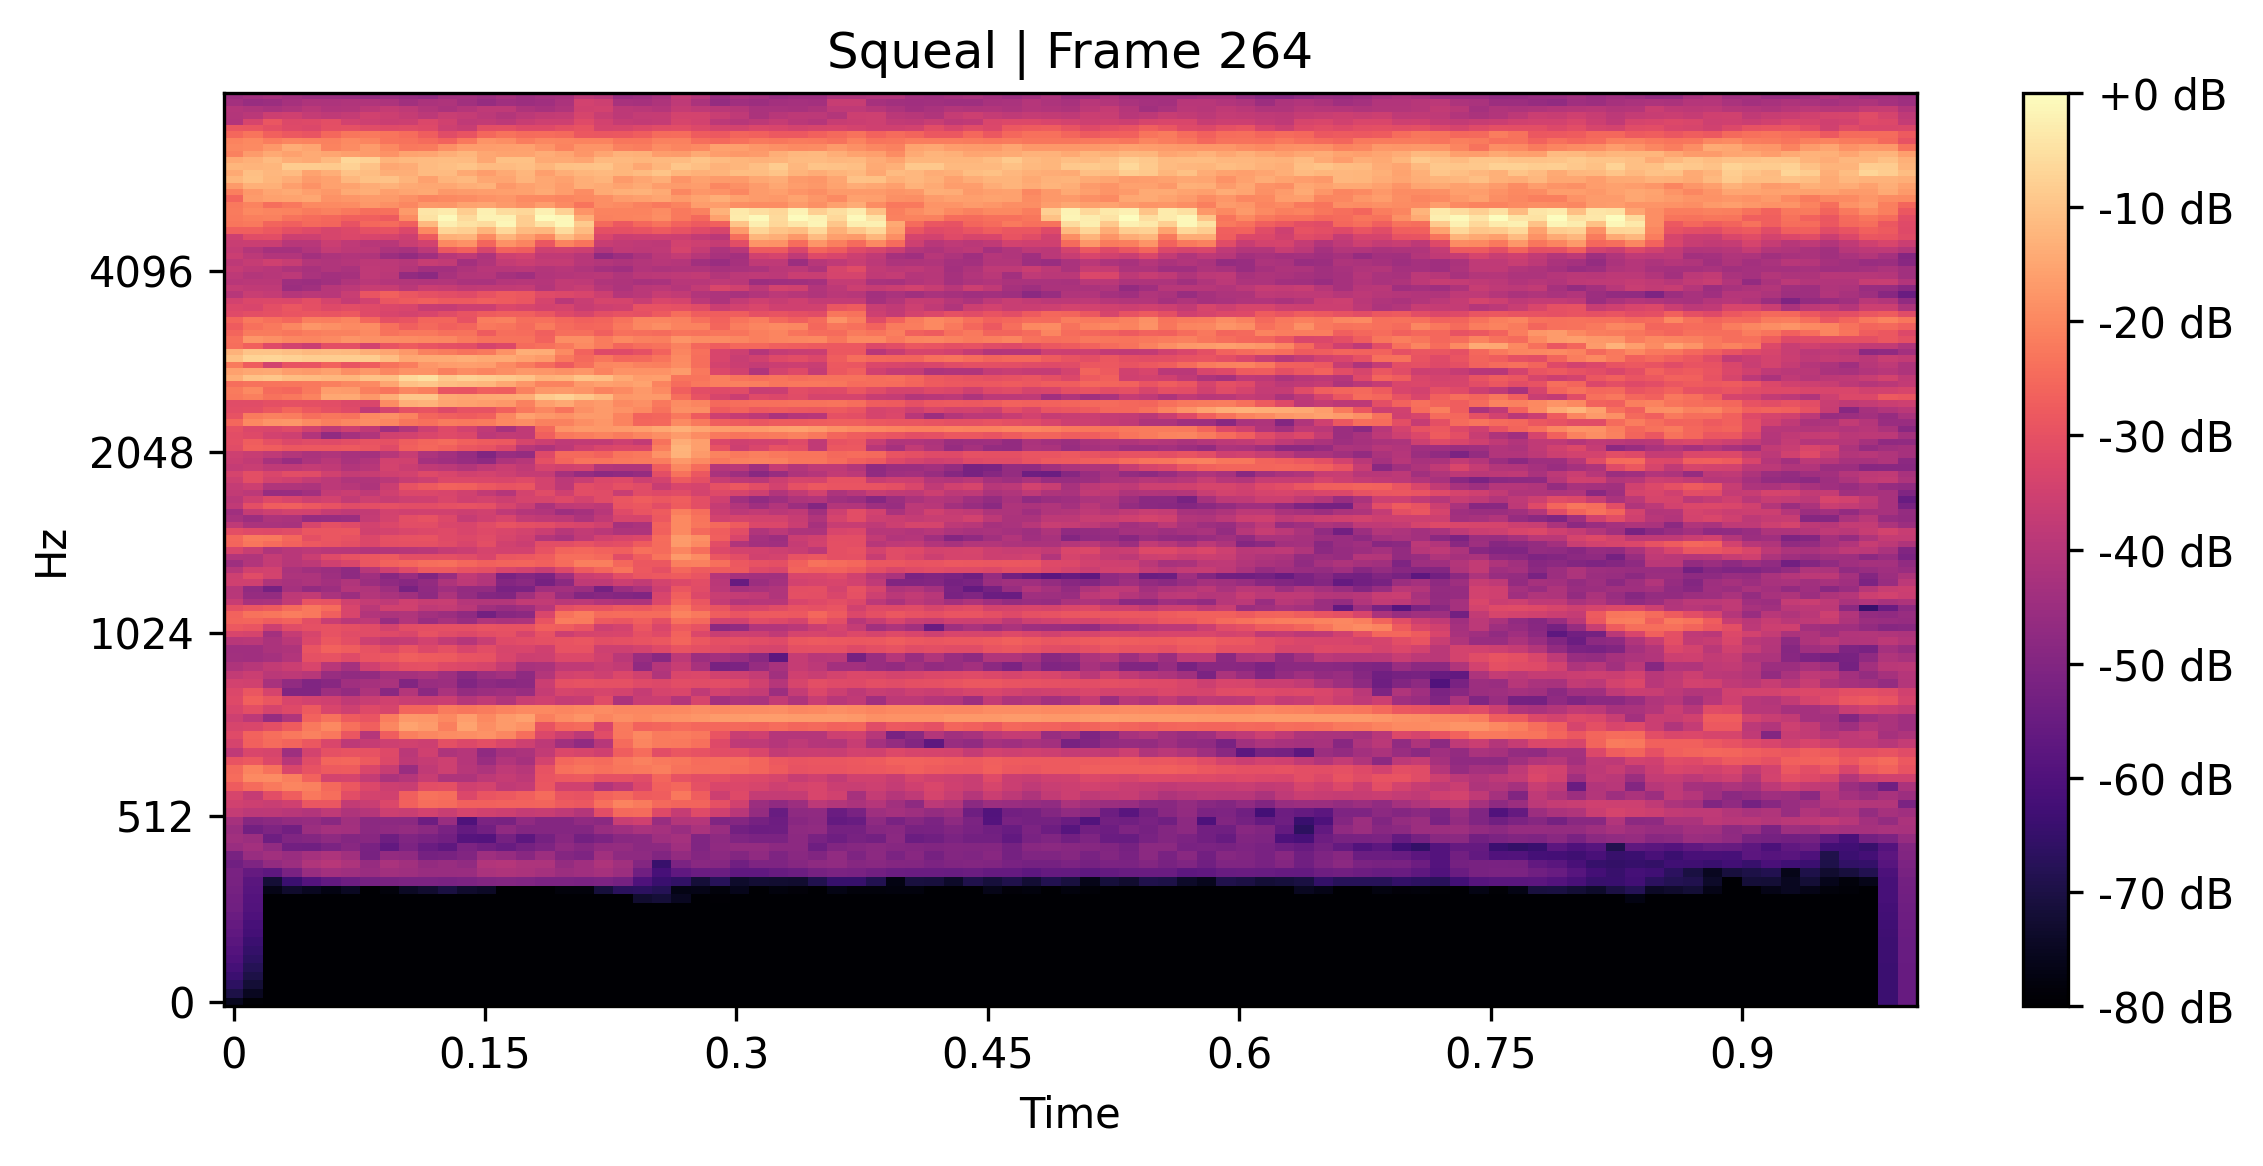 Squeal | Frame 264
+0 dB
-10 dB
-20 dB
-30 dB
-40 dB
-50 dB
-60 dB
-70 dB
-80 dB
Hz
4096
2048
1024
512
0
0 0.15 0.3 0.45 0.6 0.75 0.9
Time